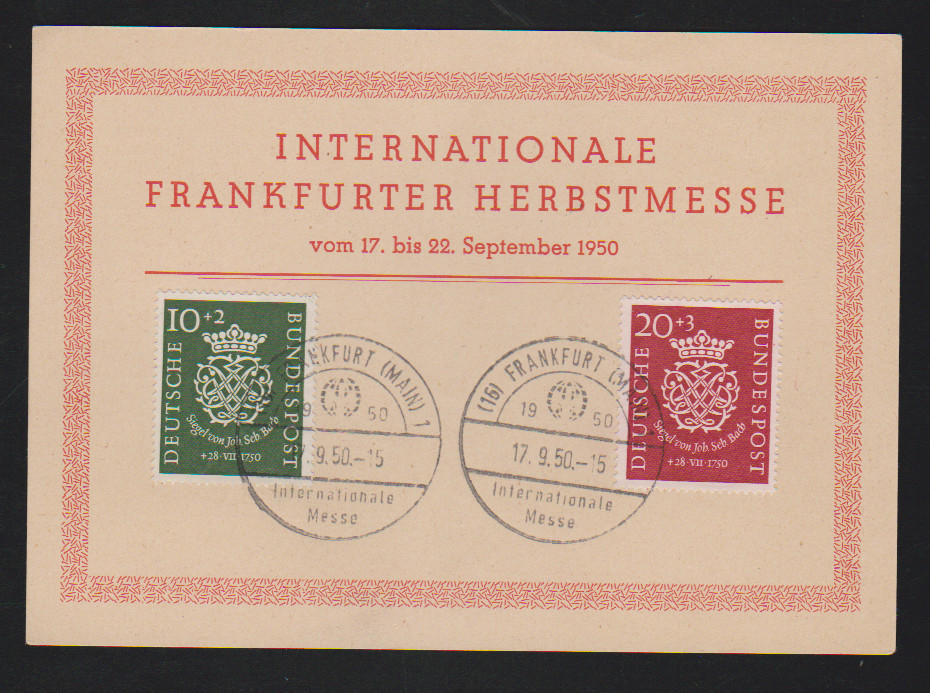 INTERNATIONALE
FRANKFURTER HERBSTMESSE
vom 17. bis 22. September 1950
10+2
DEUTSCHE
BUNDESPOST
Siegel von Joh. Seb. Bach
+28·VII·1750
FRANKFURT (MAIN) 1
19 50
17.9.50.–15
Internationale
Messe
(16) FRANKFURT
19 50
17.9.50.–15
Internationale
Messe
20+3
DEUTSCHE
BUNDESPOST
Siegel von Joh. Seb. Bach
+28·VII·1750